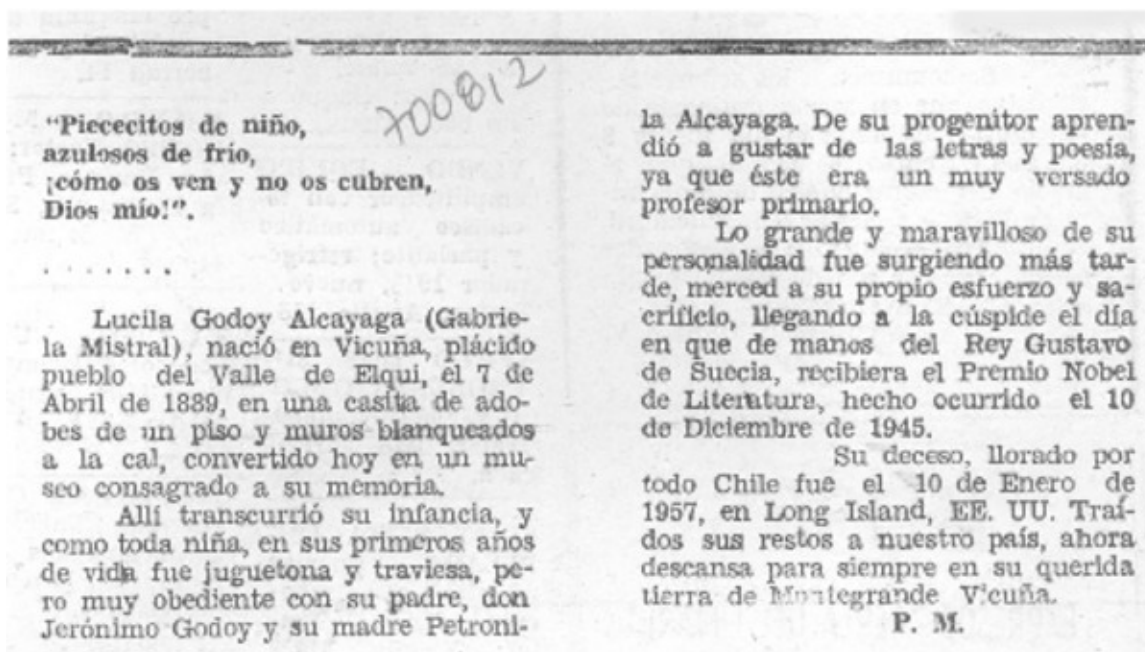 700812
"Piececitos de niño,
azulosos de frío,
¡cómo os ven y no os cubren,
Dios mío!".
.......
Lucila Godoy Alcayaga (Gabrie-
la Mistral), nació en Vicuña, plácido
pueblo del Valle de Elqui, el 7 de
Abril de 1889, en una casita de ado-
bes de un piso y muros blanqueados
a la cal, convertido hoy en un mu-
seo consagrado a su memoria.
Allí transcurrió su infancia, y
como toda niña, en sus primeros años
de vida fue juguetona y traviesa, pe-
ro muy obediente con su padre, don
Jerónimo Godoy y su madre Petroni-
la Alcayaga. De su progenitor apren-
dió a gustar de las letras y poesía,
ya que éste era un muy versado
profesor primario.
Lo grande y maravilloso de su
personalidad fue surgiendo más tar-
de, merced a su propio esfuerzo y sa-
crificio, llegando a la cúspide el día
en que de manos del Rey Gustavo
de Suecia, recibiera el Premio Nobel
de Literatura, hecho ocurrido el 10
de Diciembre de 1945.
Su deceso, llorado por
todo Chile fue el 10 de Enero de
1957, en Long Island, EE. UU. Traí-
dos sus restos a nuestro país, ahora
descansa para siempre en su querida
tierra de Montegrande Vicuña.
P. M.